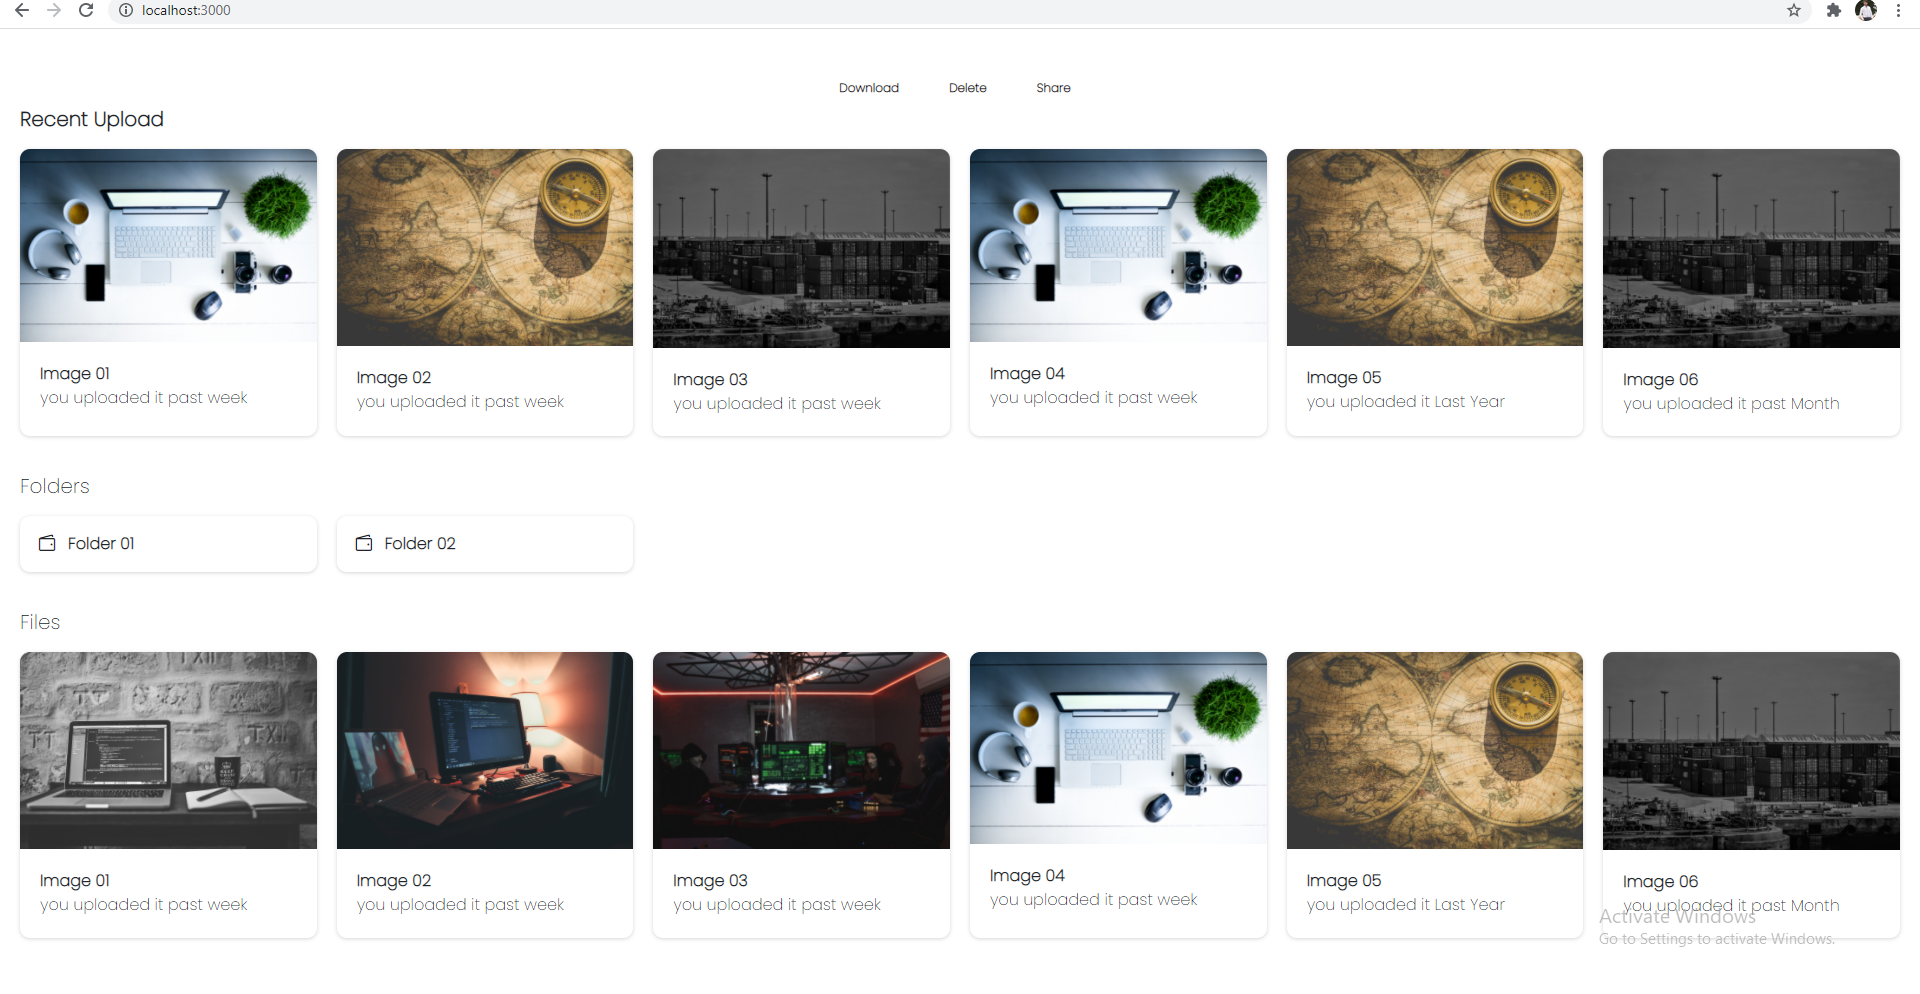 localhost:3000
Download Delete Share
Recent Upload
Image 01 Image 02 Image 03 Image 04 Image 05 Image 06
you uploaded it past week you uploaded it past week you uploaded it past week you uploaded it past week you uploaded it Last Year you uploaded it past Month
Folders
Folder 01 Folder 02
Files
Image 01 Image 02 Image 03 Image 04 Image 05 Image 06
you uploaded it past week you uploaded it past week you uploaded it past week you uploaded it past week you uploaded it Last Year you uploaded it past Month
Activate Windows
Go to Settings to activate Windows.